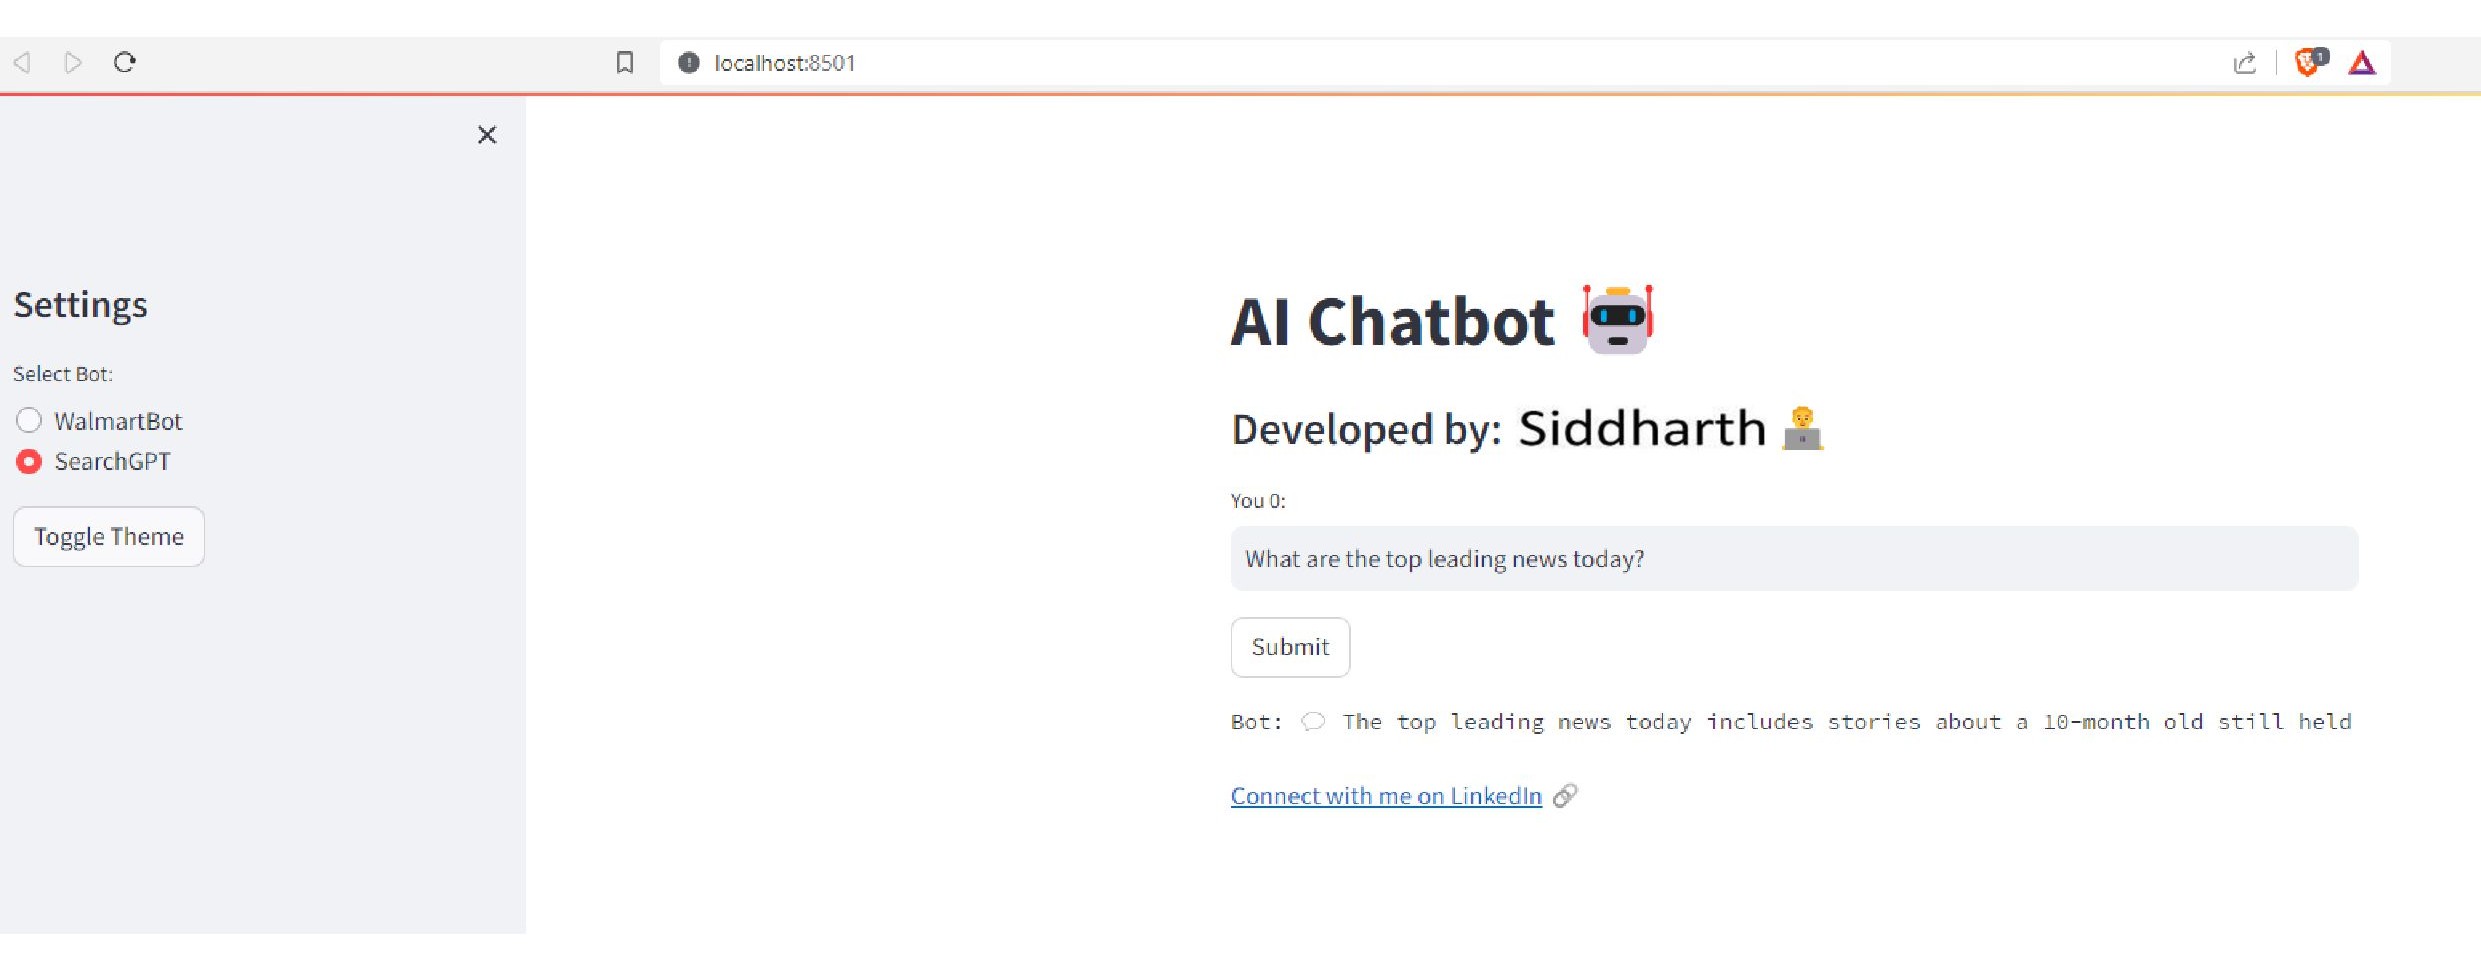 localhost:8501
1
Settings
Select Bot:
WalmartBot
SearchGPT
Toggle Theme
AI Chatbot
Developed by: Siddharth
You 0:
What are the top leading news today?
Submit
Bot: 💬 The top leading news today includes stories about a 10-month old still held
Connect with me on LinkedIn